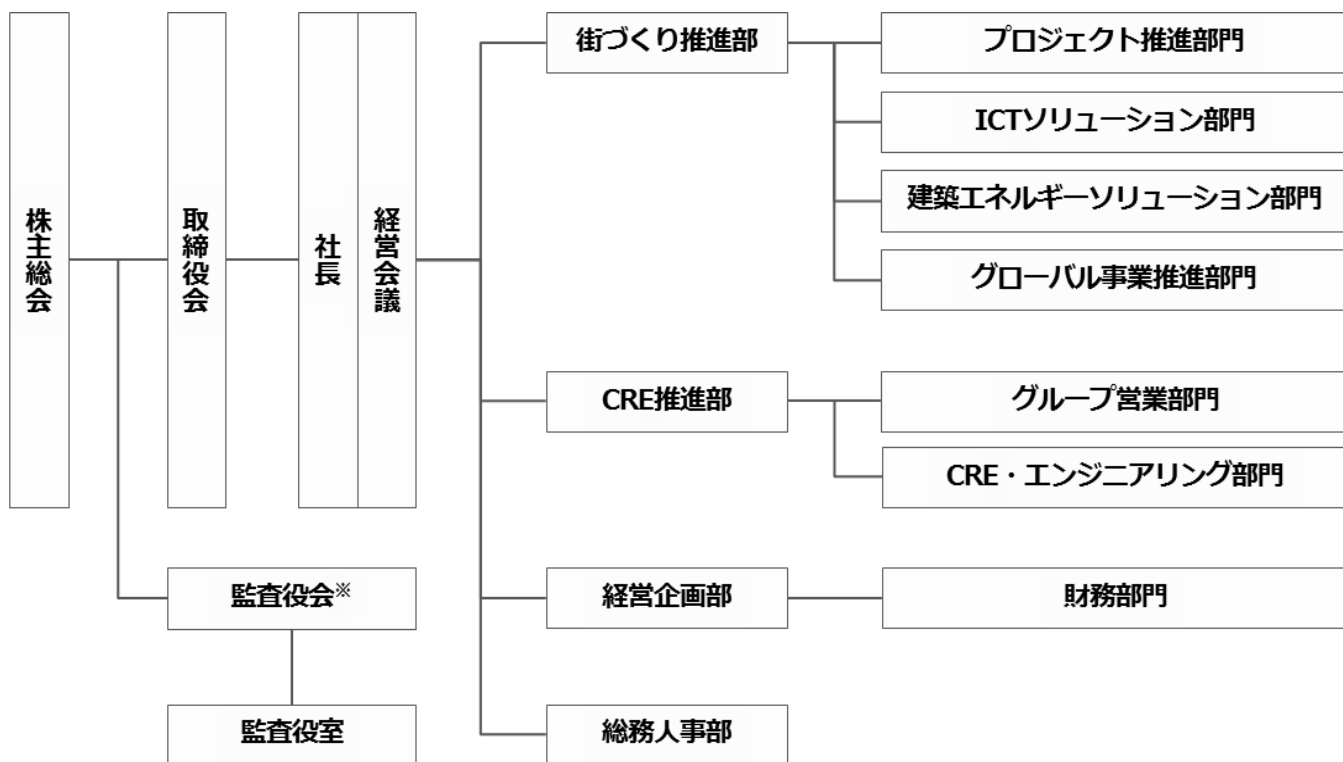 株主総会
取締役会
社長
経営会議
監査役会※
監査役室
街づくり推進部
プロジェクト推進部門
ICTソリューション部門
建築エネルギーソリューション部門
グローバル事業推進部門
CRE推進部
グループ営業部門
CRE・エンジニアリング部門
経営企画部
財務部門
総務人事部